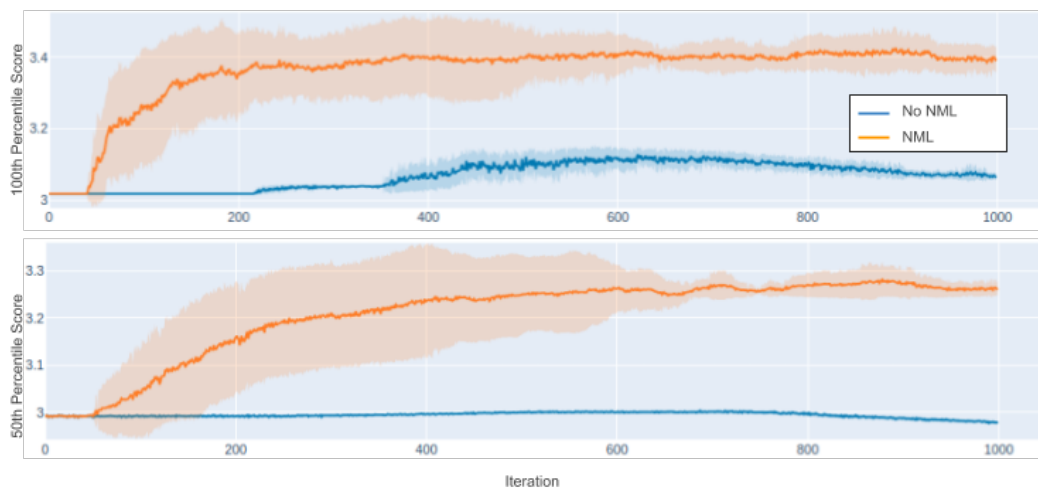 100th Percentile Score
3.4
3.2
3
No NML
NML
0 200 400 600 800 1000
50th Percentile Score
3.3
3.2
3.1
3
0 200 400 600 800 1000
Iteration